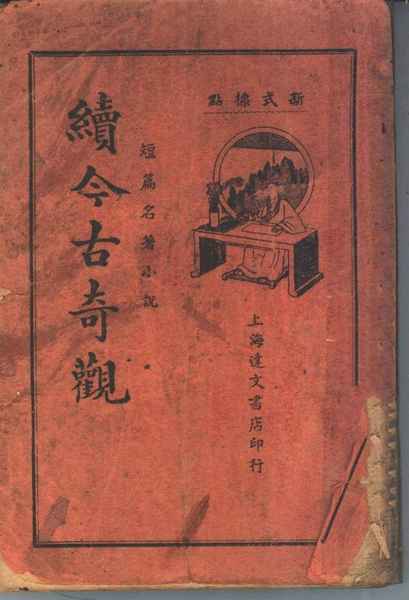 新式標點
續今古奇觀
短篇名著小說
上海達文書店印行